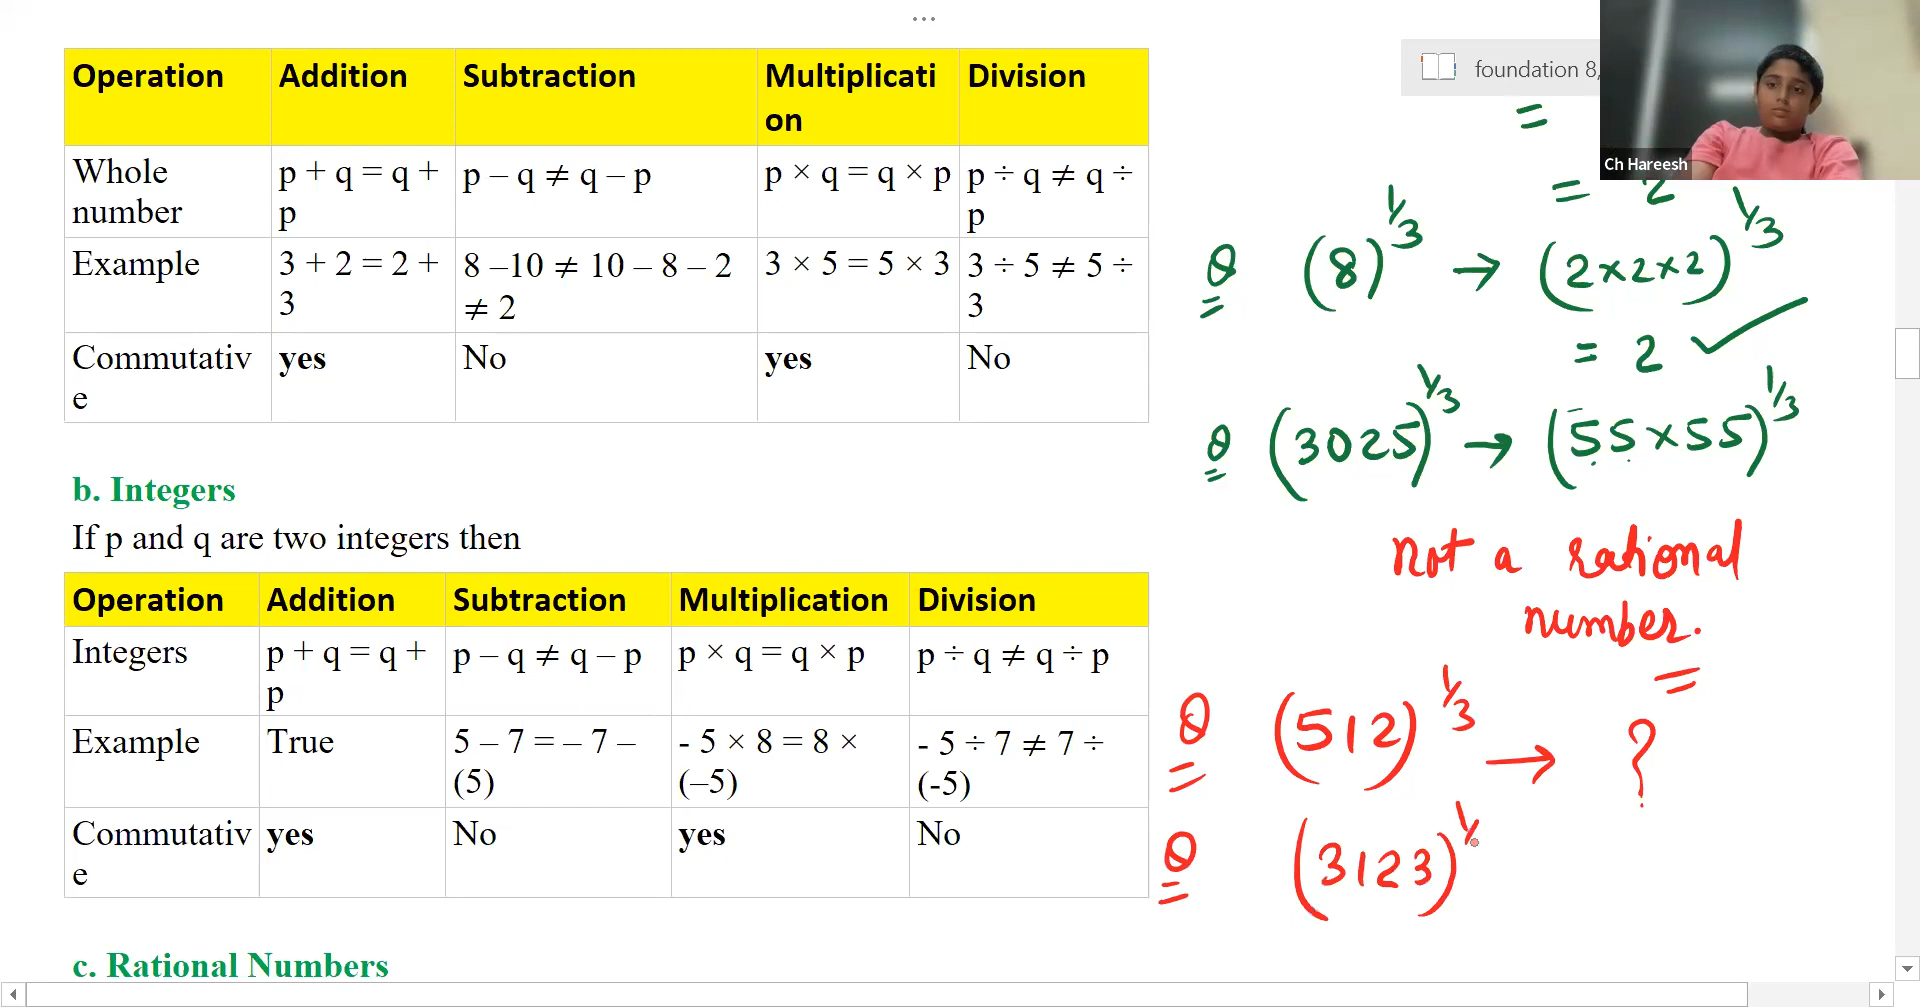 Operation Addition Subtraction Multiplicati Division
on
Whole p + q = q + p – q ≠ q – p p × q = q × p p ÷ q ≠ q ÷
number p p
Example 3 + 2 = 2 + 8 –10 ≠ 10 – 8 – 2 3 × 5 = 5 × 3 3 ÷ 5 ≠ 5 ÷
3 ≠ 2 3
Commutativ yes No yes No
e
b. Integers
If p and q are two integers then
Operation Addition Subtraction Multiplication Division
Integers p + q = q + p – q ≠ q – p p × q = q × p p ÷ q ≠ q ÷ p
p
Example True 5 – 7 = – 7 – - 5 × 8 = 8 × - 5 ÷ 7 ≠ 7 ÷
(5) (–5) (-5)
Commutativ yes No yes No
e
c. Rational Numbers
foundation 8,
Ch Hareesh
=
= 2
Q (8)^1/3 → (2×2×2)^1/3
= 2 ✓
Q (3025)^1/3 → (55×55)^1/3
Not a rational
number.
Q (512)^1/3 → ?
Q (3123)^1/